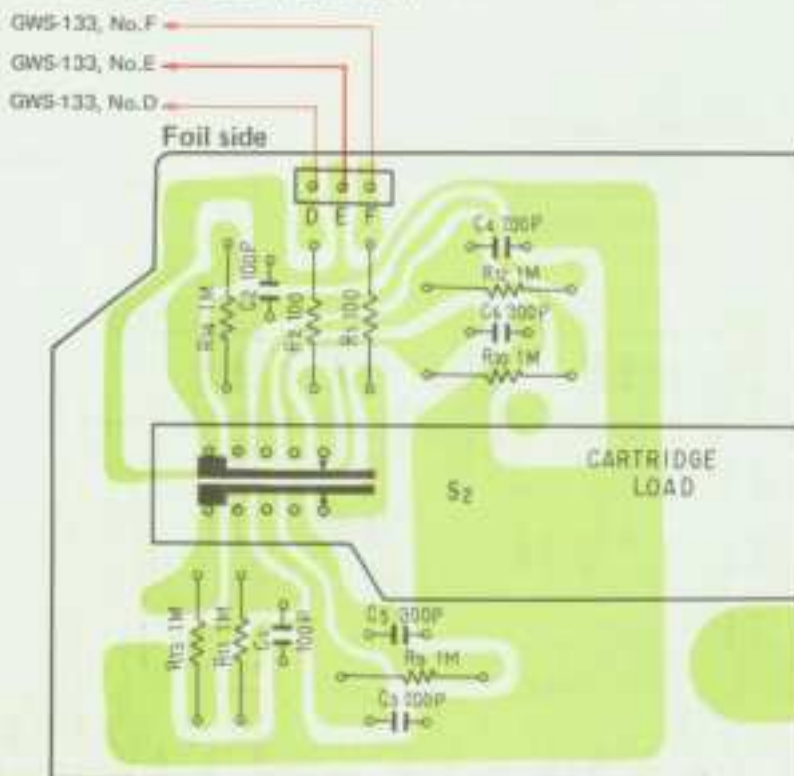 GWS-133, No.F
GWS-133, No.E
GWS-133, No.D
Foil side
D E F
C4 200P
R12 1M
C6 300P
R10 1M
R14 1M
C2 100P
R2 100
R1 100
S2
CARTRIDGE
LOAD
R13 1M
R11 1M
100P
C5 300P
R9 1M
C3 200P